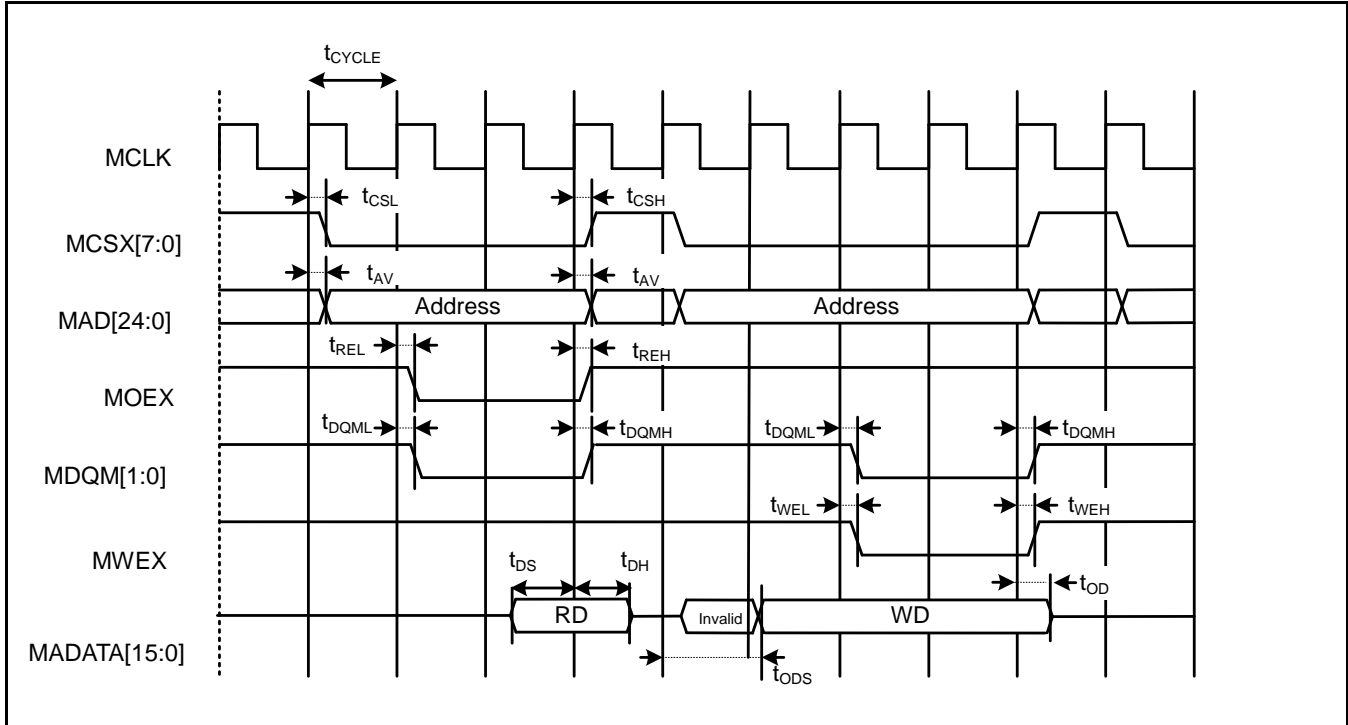 tCYCLE
MCLK
tCSL tCSH
MCSX[7:0]
tAV tAV
Address Address
MAD[24:0]
tREL tREH
MOEX
tDQML tDQMH tDQML tDQMH
MDQM[1:0]
tWEL tWEH
MWEX
tDS tDH tOD
RD Invalid WD
MADATA[15:0]
tODS